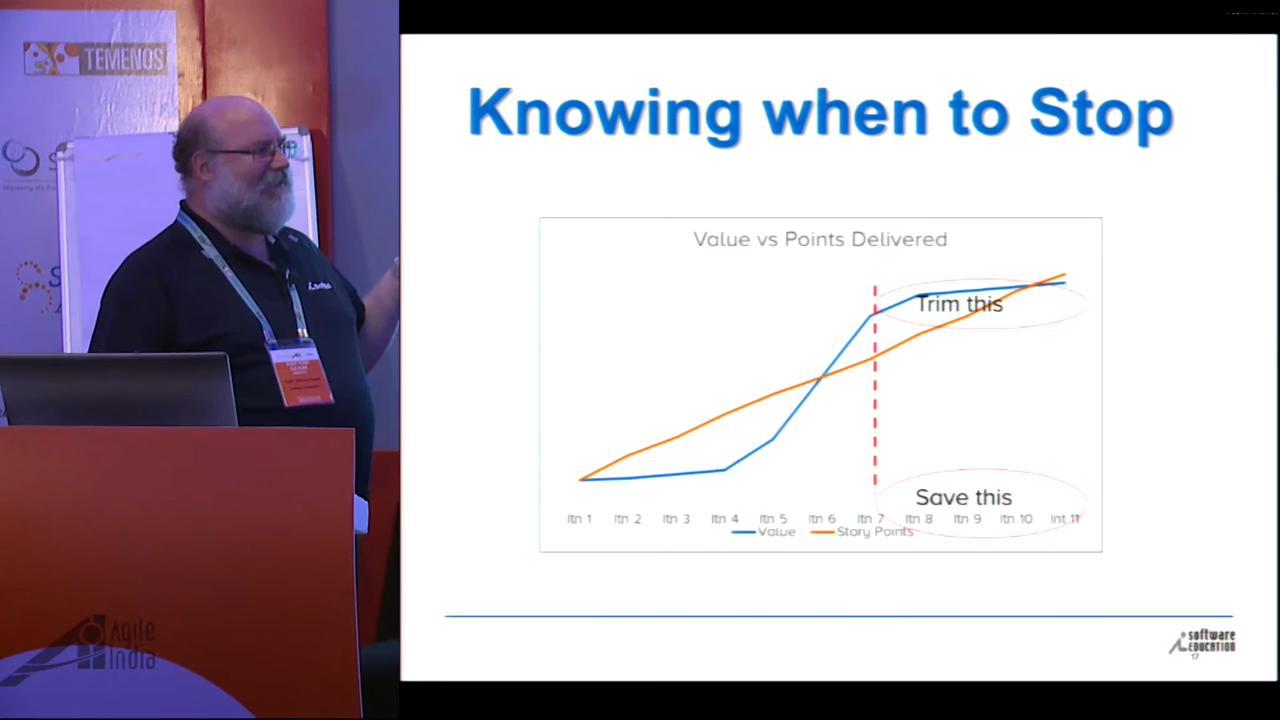 TEMENOS
Knowing when to Stop
Value vs Points Delivered
Trim this
Save this
Itn 1 Itn 2 Itn 3 Itn 4 Itn 5 Itn 6 Itn 7 Itn 8 Itn 9 Itn 10 Int 11
Value Story Points
Agile
India
software
EDUCATION
17